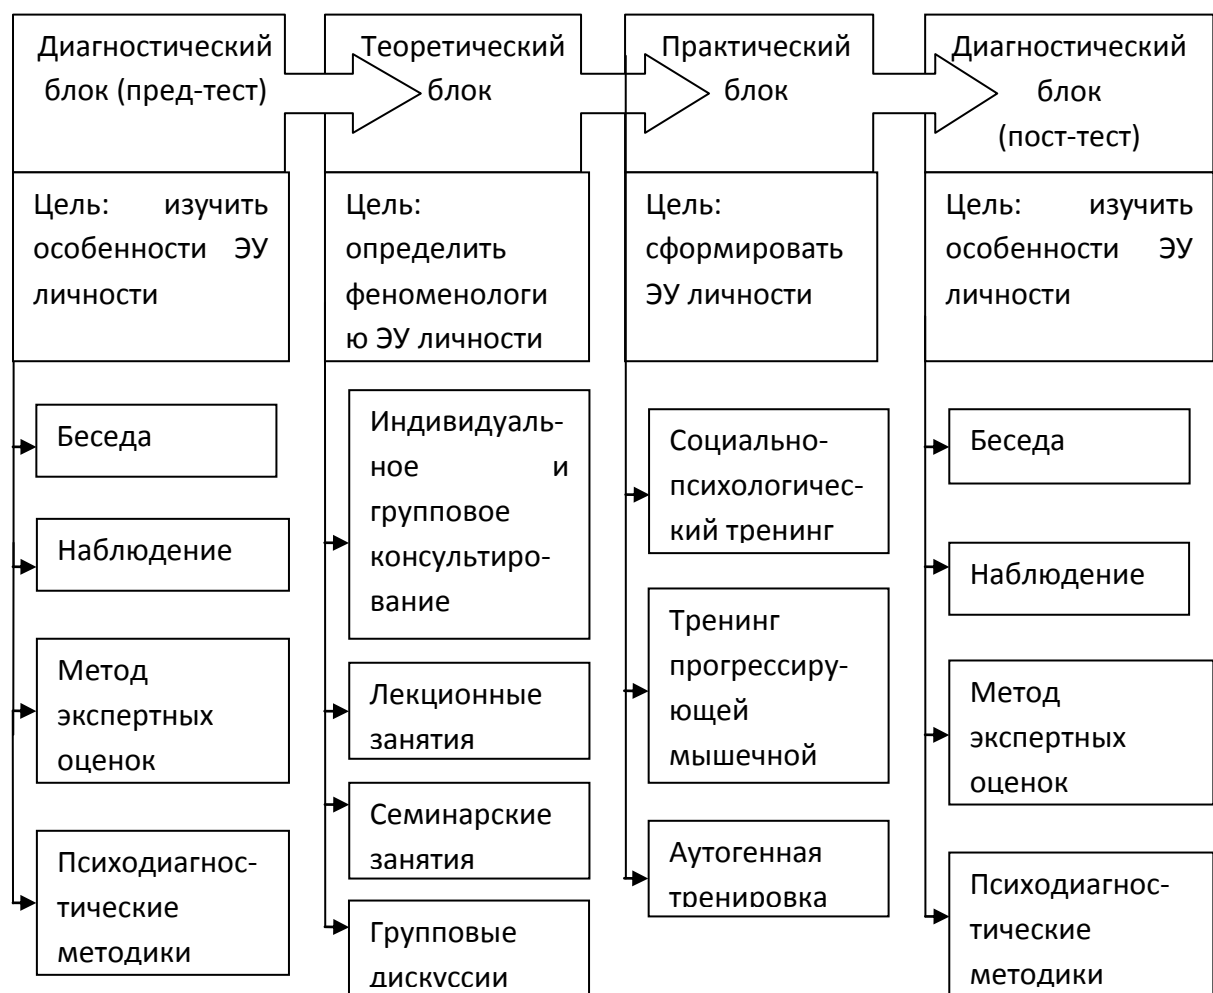 Диагностический
блок (пред-тест)
Теоретический
блок
Практический
блок
Диагностический
блок
(пост-тест)
Цель: изучить
особенности ЭУ
личности
Цель:
определить
феноменологи
ю ЭУ личности
Цель:
сформировать
ЭУ личности
Цель: изучить
особенности ЭУ
личности
Беседа
Наблюдение
Метод
экспертных
оценок
Психодиагнос-
тические
методики
Индивидуаль-
ное и
групповое
консультиро-
вание
Лекционные
занятия
Семинарские
занятия
Групповые
дискуссии
Социально-
психологичес-
кий тренинг
Тренинг
прогрессиру-
ющей
мышечной
Аутогенная
тренировка
Беседа
Наблюдение
Метод
экспертных
оценок
Психодиагнос-
тические
методики